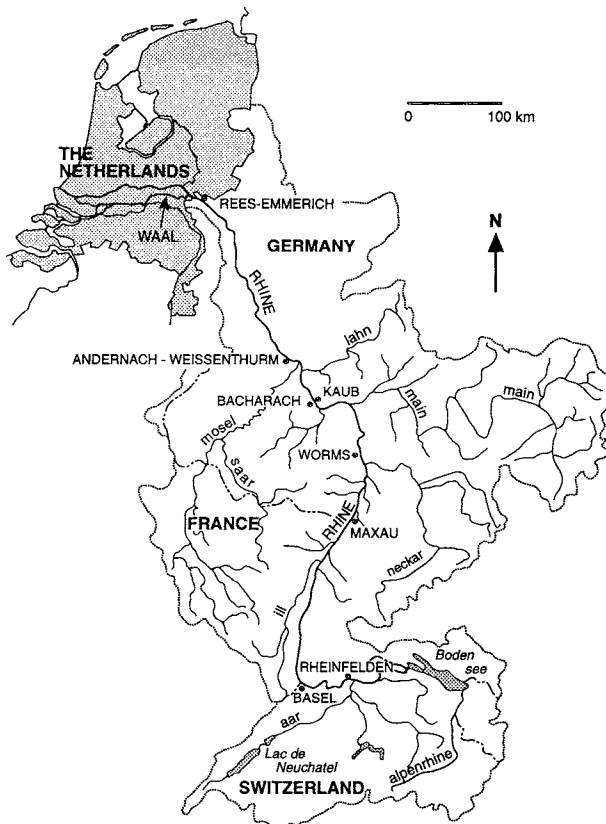 0 100 km
THE
NETHERLANDS
REES-EMMERICH
WAAL
N
GERMANY
RHINE
lahn
ANDERNACH - WEISSENTHURM
KAUB
BACHARACH
main
main
mosel
WORMS
saar
FRANCE
RHINE
MAXAU
neckar
ill
Boden
see
RHEINFELDEN
BASEL
aar
Lac de
Neuchatel
alpenrhine
SWITZERLAND